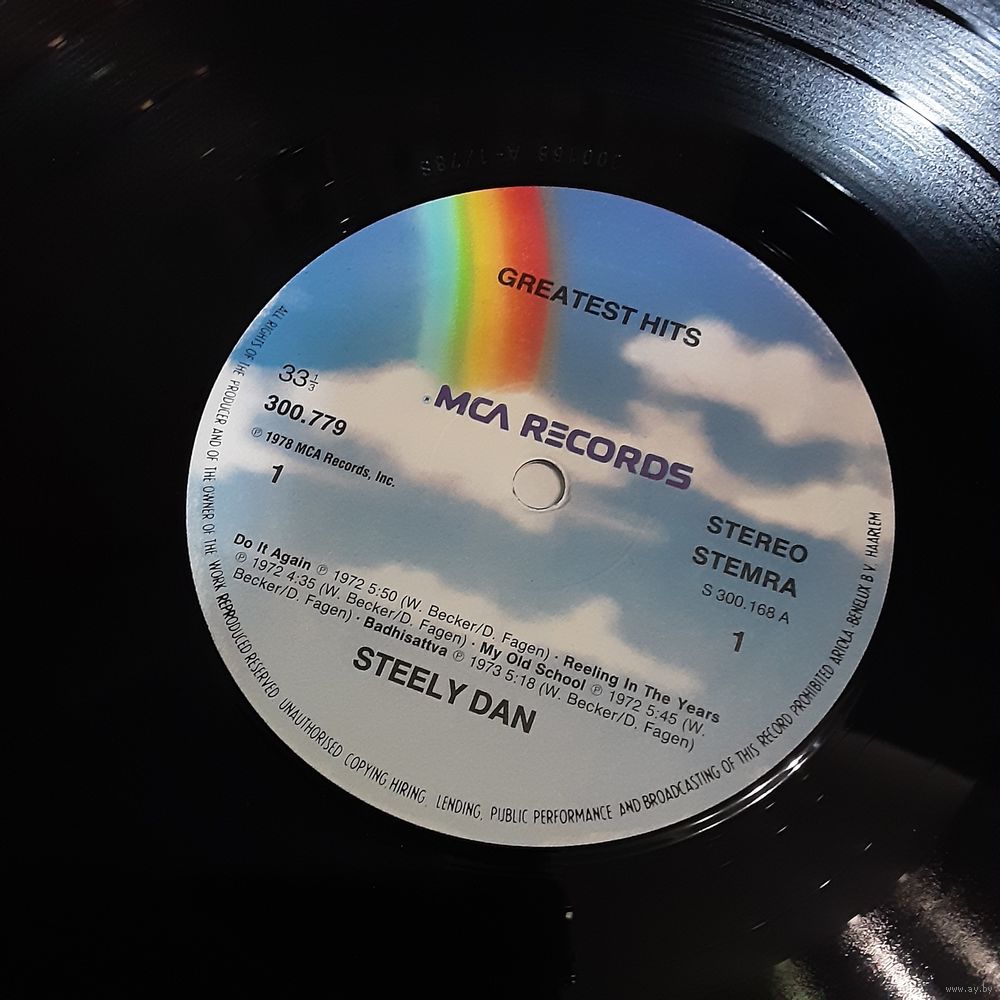 GREATEST HITS
33⅓
300.779
℗ 1978 MCA Records, Inc.
1
MCA RECORDS
STEREO
STEMRA
S 300.168 A
1
Do It Again ℗ 1972 5:50 (W. Becker/D. Fagen) · Reeling In The Years
℗ 1972 4:35 (W. Becker/D. Fagen) · My Old School ℗ 1972 5:45 (W.
Becker/D. Fagen) · Badhisattva ℗ 1973 5:18 (W. Becker/D. Fagen)
STEELY DAN
ALL RIGHTS OF THE PRODUCER AND OF THE OWNER OF THE WORK REPRODUCED RESERVED UNAUTHORISED COPYING, HIRING, LENDING, PUBLIC PERFORMANCE AND BROADCASTING OF THIS RECORD PROHIBITED ARIOLA BENELUX B.V. HAARLEM
www.ay.by